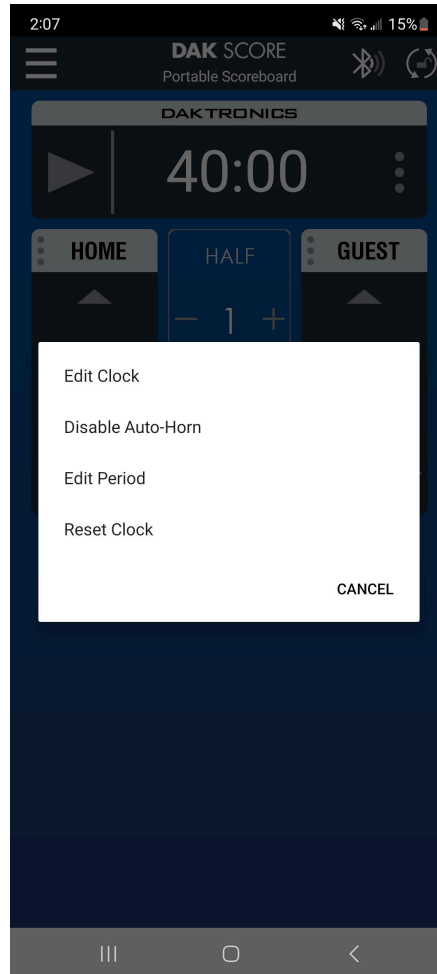 2:07 15%
DAK SCORE
Portable Scoreboard
DAKTRONICS
40:00
HOME HALF GUEST
1
Edit Clock
Disable Auto-Horn
Edit Period
Reset Clock
CANCEL